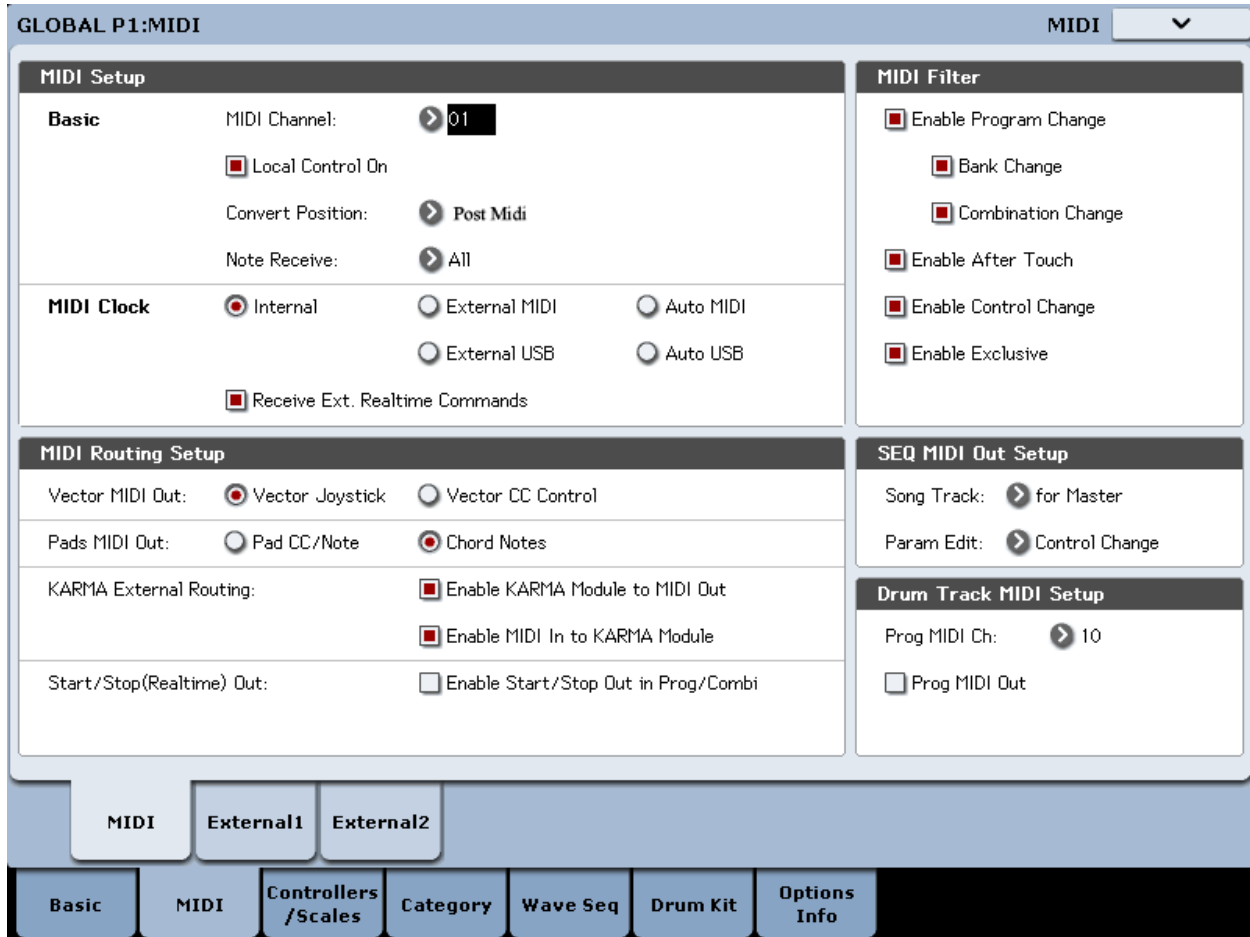 GLOBAL P1:MIDI
MIDI
MIDI Setup
Basic
MIDI Channel:
01
Local Control On
Convert Position:
Post Midi
Note Receive:
All
MIDI Clock
Internal
External MIDI
Auto MIDI
External USB
Auto USB
Receive Ext. Realtime Commands
MIDI Filter
Enable Program Change
Bank Change
Combination Change
Enable After Touch
Enable Control Change
Enable Exclusive
MIDI Routing Setup
Vector MIDI Out:
Vector Joystick
Vector CC Control
Pads MIDI Out:
Pad CC/Note
Chord Notes
KARMA External Routing:
Enable KARMA Module to MIDI Out
Enable MIDI In to KARMA Module
Start/Stop(Realtime) Out:
Enable Start/Stop Out in Prog/Combi
SEQ MIDI Out Setup
Song Track:
for Master
Param Edit:
Control Change
Drum Track MIDI Setup
Prog MIDI Ch:
10
Prog MIDI Out
MIDI
External1
External2
Basic
MIDI
Controllers
/Scales
Category
Wave Seq
Drum Kit
Options
Info